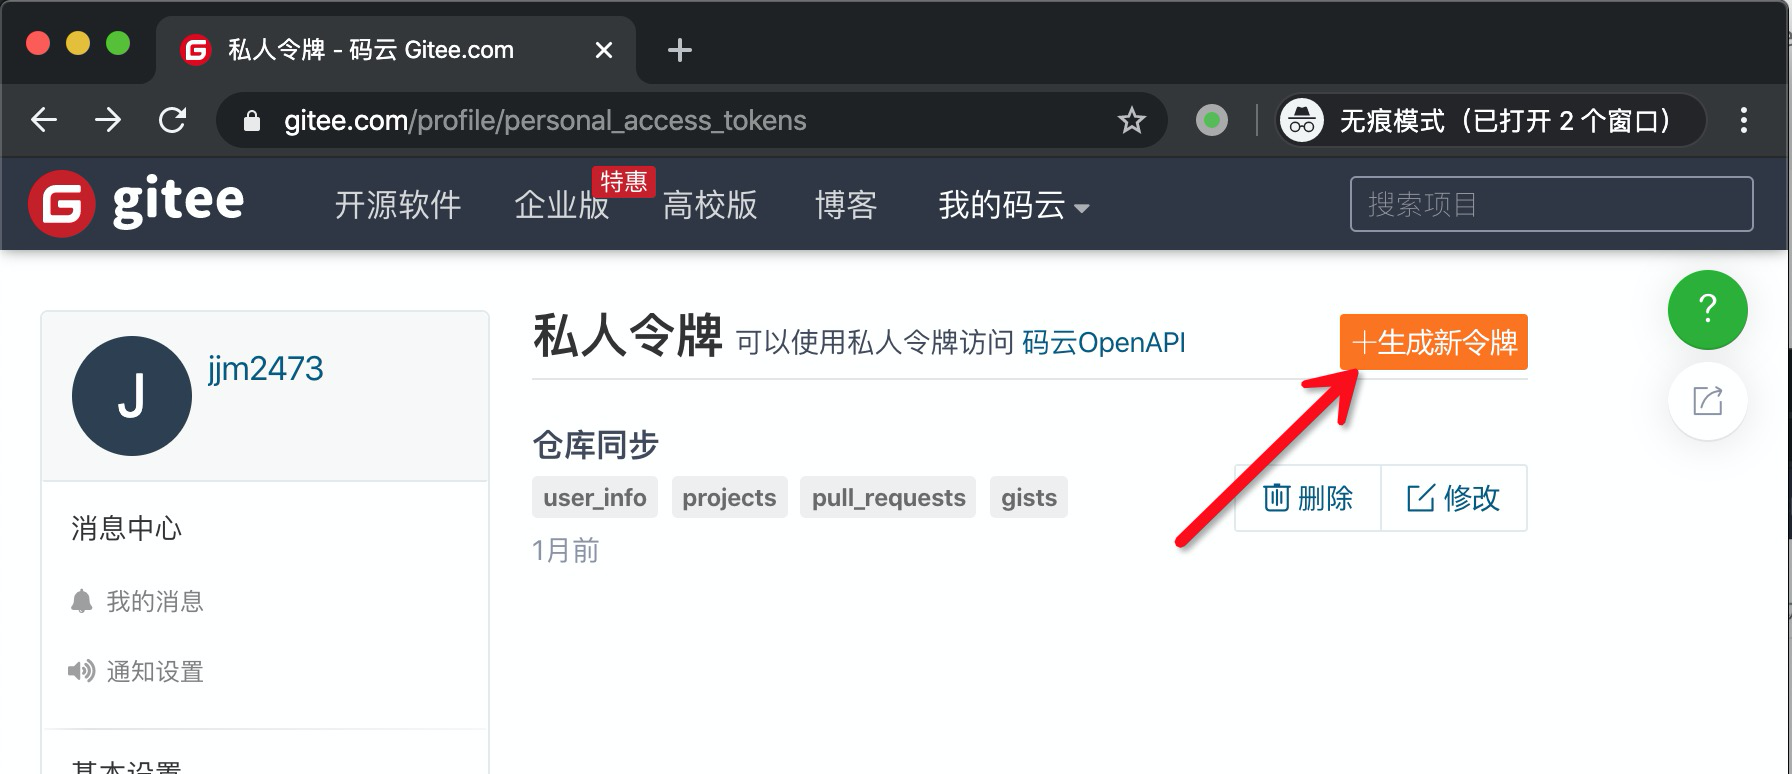 私人令牌 - 码云 Gitee.com
gitee.com/profile/personal_access_tokens
无痕模式（已打开 2 个窗口）
gitee 开源软件 企业版 特惠 高校版 博客 我的码云 搜索项目
J jjm2473
私人令牌 可以使用私人令牌访问 码云OpenAPI
+生成新令牌
?
仓库同步
user_info projects pull_requests gists
删除 修改
1月前
消息中心
我的消息
通知设置
基本设置